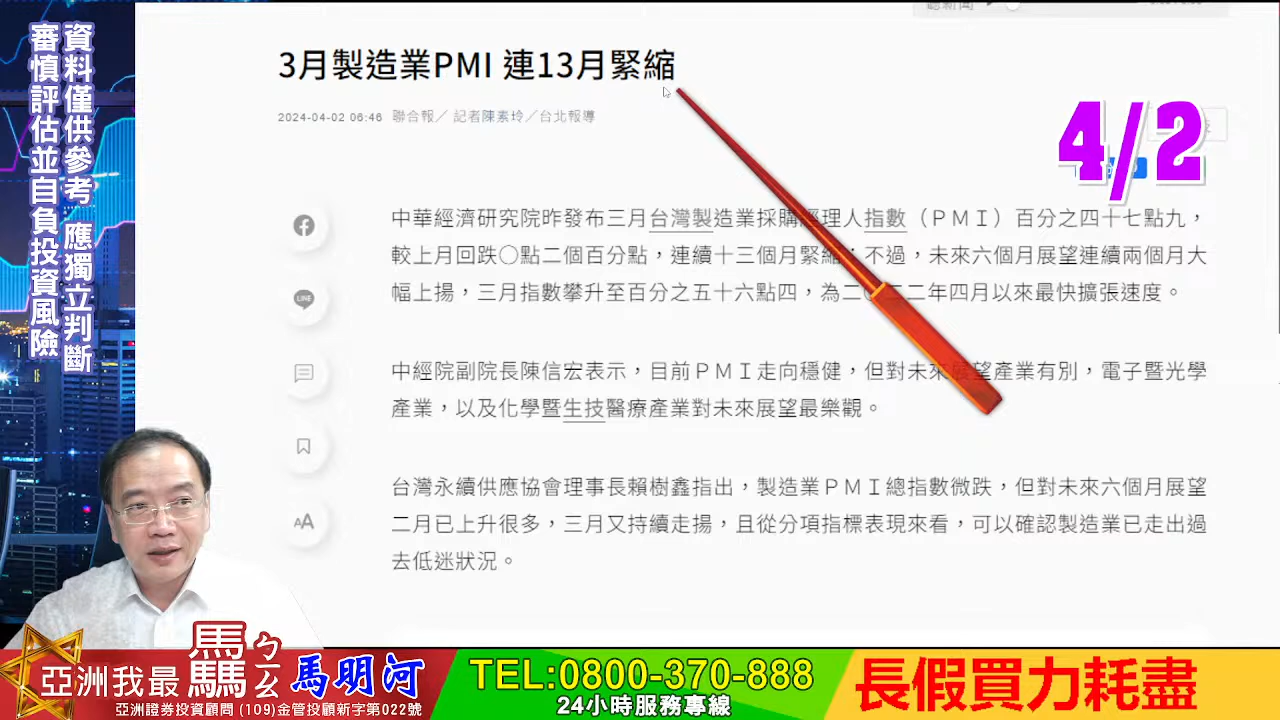 資料僅供參考 應獨立判斷
審慎評估並自負投資風險
3月製造業PMI 連13月緊縮
2024-04-02 06:46 聯合報／記者陳素玲／台北報導
4/2
中華經濟研究院昨發布三月台灣製造業採購經理人指數（ＰＭＩ）百分之四十七點九，
較上月回跌○點二個百分點，連續十三個月緊縮；不過，未來六個月展望連續兩個月大
幅上揚，三月指數攀升至百分之五十六點四，為二○二二年四月以來最快擴張速度。
LINE
中經院副院長陳信宏表示，目前ＰＭＩ走向穩健，但對未來展望產業有別，電子暨光學
產業，以及化學暨生技醫療產業對未來展望最樂觀。
台灣永續供應協會理事長賴樹鑫指出，製造業ＰＭＩ總指數微跌，但對未來六個月展望
二月已上升很多，三月又持續走揚，且從分項指標表現來看，可以確認製造業已走出過
去低迷狀況。
AA
亞洲我最驫ㄅㄧㄠ馬明河
亞洲證券投資顧問 (109)金管投顧新字第022號
TEL:0800-370-888
24小時服務專線
長假買力耗盡